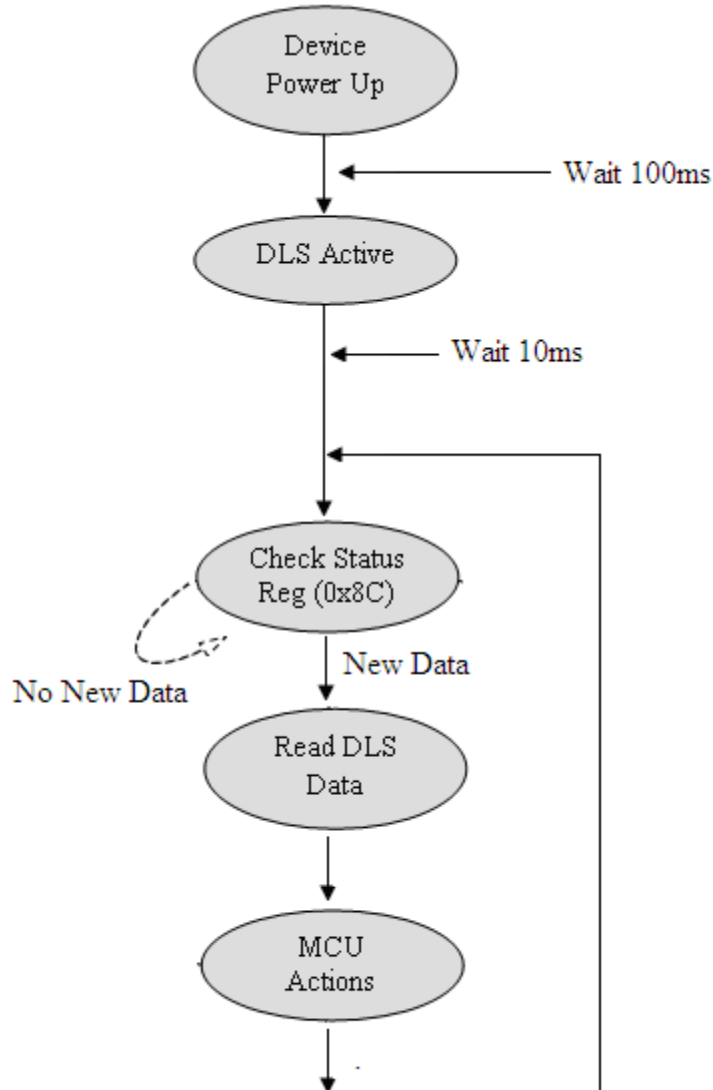 Device
Power Up
Wait 100ms
DLS Active
Wait 10ms
Check Status
Reg (0x8C)
New Data
No New Data
Read DLS
Data
MCU
Actions